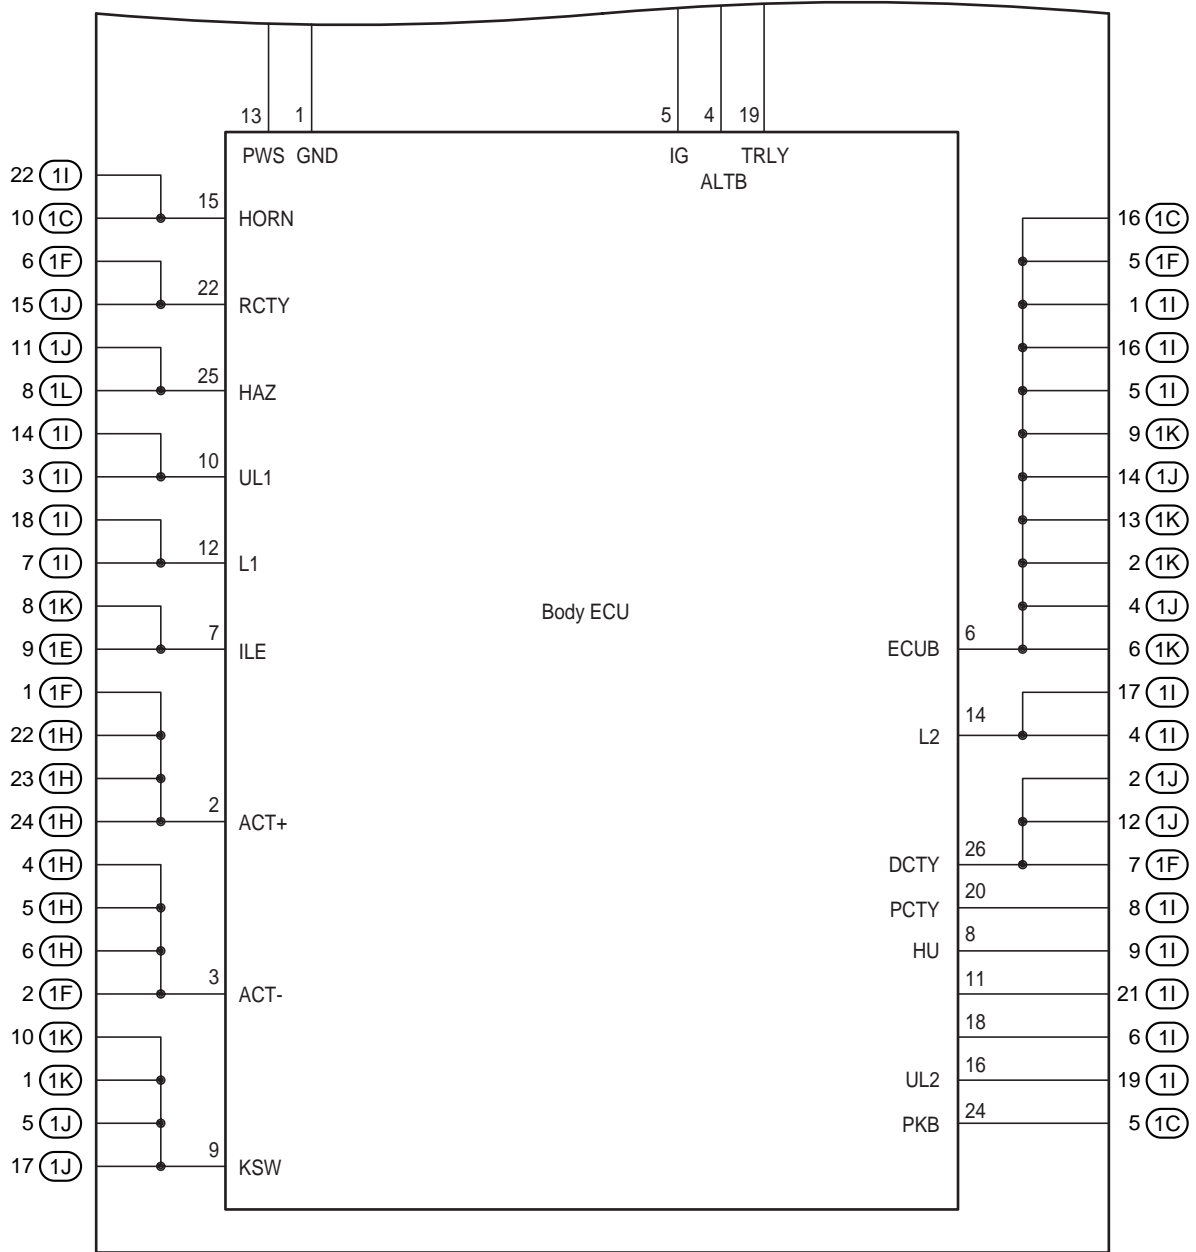 13 1 5 4 19
PWS GND IG TRLY
ALTB
22 1I
15
10 1C HORN 16 1C
6 1F 5 1F
22
15 1J RCTY 1 1I
11 1J 16 1I
25
8 1L HAZ 5 1I
14 1I 9 1K
10
3 1I UL1 14 1J
18 1I 13 1K
12
7 1I L1 2 1K
8 1K Body ECU 4 1J
7 6
9 1E ILE ECUB 6 1K
1 1F 17 1I
14
22 1H L2 4 1I
23 1H 2 1J
2
24 1H ACT+ 12 1J
26
4 1H DCTY 7 1F
20
5 1H PCTY 8 1I
8
6 1H HU 9 1I
3 11
2 1F ACT- 21 1I
18
10 1K 6 1I
16
1 1K UL2 19 1I
24
5 1J PKB 5 1C
9
17 1J KSW